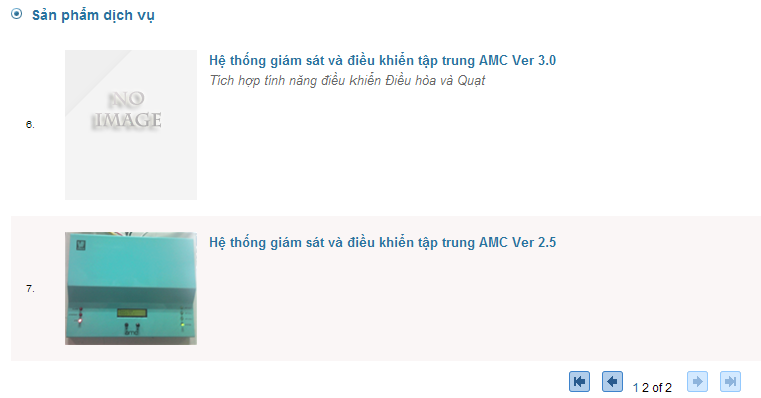 Sản phẩm dịch vụ
6.
NO
IMAGE
Hệ thống giám sát và điều khiển tập trung AMC Ver 3.0
Tích hợp tính năng điều khiển Điều hòa và Quạt
7.
Hệ thống giám sát và điều khiển tập trung AMC Ver 2.5
1 2 of 2